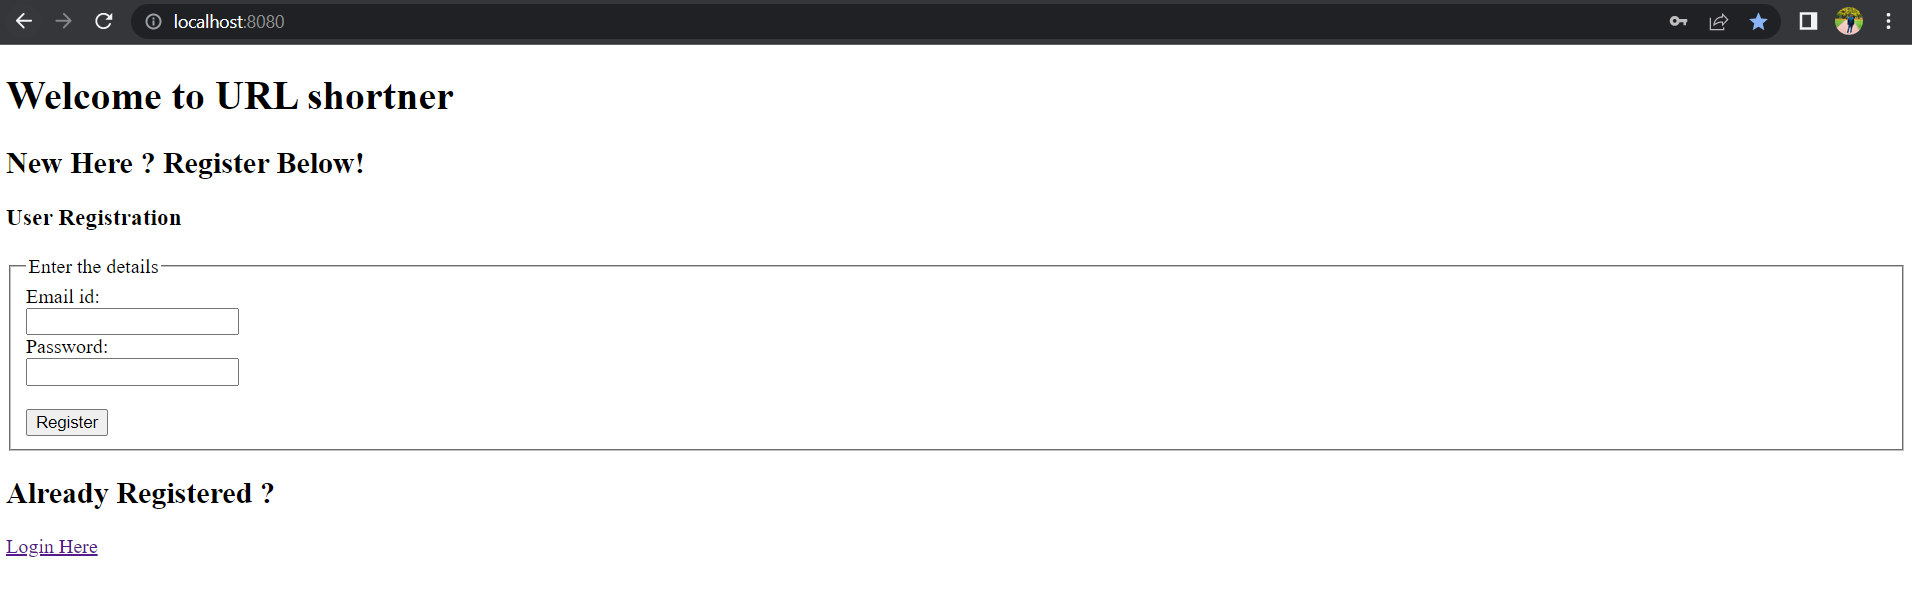 localhost:8080
Welcome to URL shortner
New Here ? Register Below!
User Registration
Enter the details
Email id:
Password:
Register
Already Registered ?
Login Here